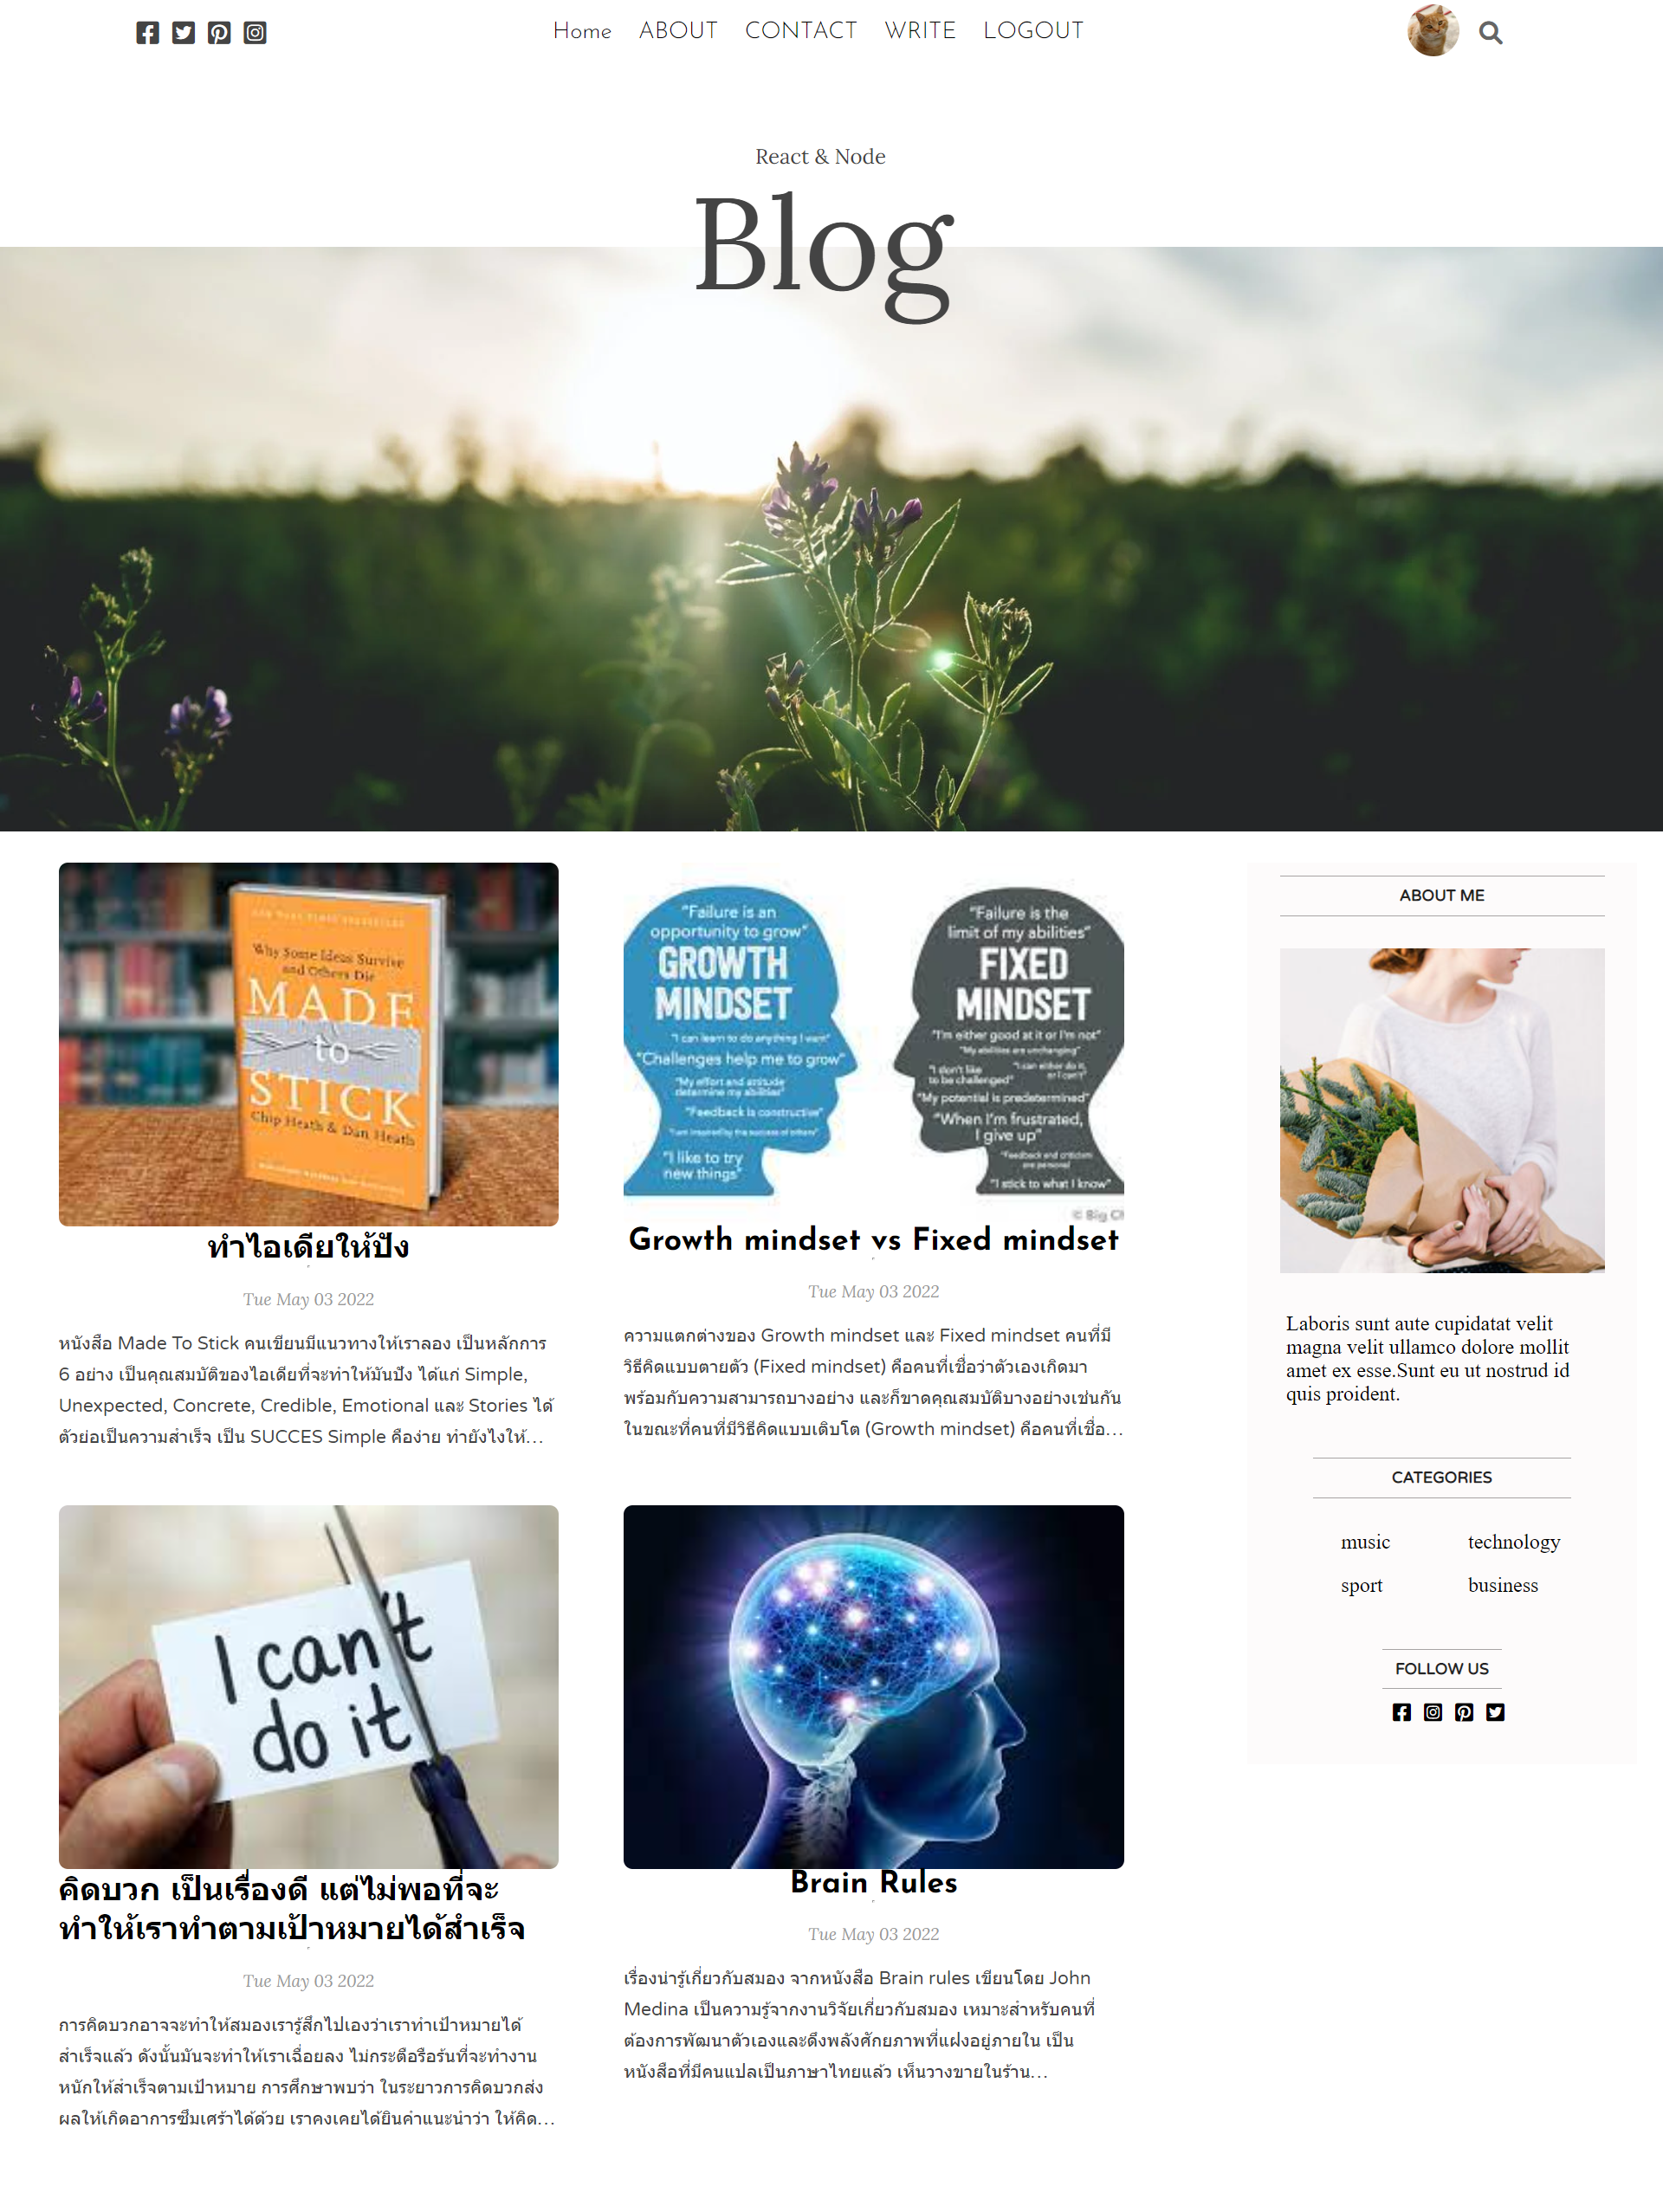 Home ABOUT CONTACT WRITE LOGOUT
React & Node
Blog
Why Some Ideas Survive
and Others Die
MADE
to
STICK
Chip Heath & Dan Heath
ทำไอเดียให้ปัง
Tue May 03 2022
หนังสือ Made To Stick คนเขียนมีแนวทางให้เราลอง เป็นหลักการ
6 อย่าง เป็นคุณสมบัติของไอเดียที่จะทำให้มันปัง ได้แก่ Simple,
Unexpected, Concrete, Credible, Emotional และ Stories ได้
ตัวย่อเป็นความสำเร็จ เป็น SUCCES Simple คือง่าย ทำยังไงให้...
"Failure is an
opportunity to grow"
GROWTH
MINDSET
"I can learn to do anything I want"
"Challenges help me to grow"
"My effort and attitude
determine my abilities"
"Feedback is constructive"
"I am inspired by the success of others"
"I like to try
new things"
"Failure is the
limit of my abilities"
FIXED
MINDSET
"I'm either good at it or I'm not"
"My abilities are unchanging"
"I don't like
to be challenged"
"I can either do it,
or I can't"
"My potential is predetermined"
"When I'm frustrated,
I give up"
"Feedback and criticism
are personal"
"I stick to what I know"
© Big Ch
Growth mindset vs Fixed mindset
Tue May 03 2022
ความแตกต่างของ Growth mindset และ Fixed mindset คนที่มี
วิธีคิดแบบตายตัว (Fixed mindset) คือคนที่เชื่อว่าตัวเองเกิดมา
พร้อมกับความสามารถบางอย่าง และก็ขาดคุณสมบัติบางอย่างเช่นกัน
ในขณะที่คนที่มีวิธีคิดแบบเติบโต (Growth mindset) คือคนที่เชื่อ...
I can't
do it
คิดบวก เป็นเรื่องดี แต่ไม่พอที่จะ
ทำให้เราทำตามเป้าหมายได้สำเร็จ
Tue May 03 2022
การคิดบวกอาจจะทำให้สมองเรารู้สึกไปเองว่าเราทำเป้าหมายได้
สำเร็จแล้ว ดังนั้นมันจะทำให้เราเฉื่อยลง ไม่กระตือรือร้นที่จะทำงาน
หนักให้สำเร็จตามเป้าหมาย การศึกษาพบว่า ในระยาวการคิดบวกส่ง
ผลให้เกิดอาการซึมเศร้าได้ด้วย เราคงเคยได้ยินคำแนะนำว่า ให้คิด...
Brain Rules
Tue May 03 2022
เรื่องน่ารู้เกี่ยวกับสมอง จากหนังสือ Brain rules เขียนโดย John
Medina เป็นความรู้จากงานวิจัยเกี่ยวกับสมอง เหมาะสำหรับคนที่
ต้องการพัฒนาตัวเองและดึงพลังศักยภาพที่แฝงอยู่ภายใน เป็น
หนังสือที่มีคนแปลเป็นภาษาไทยแล้ว เห็นวางขายในร้าน...
ABOUT ME
Laboris sunt aute cupidatat velit
magna velit ullamco dolore mollit
amet ex esse.Sunt eu ut nostrud id
quis proident.
CATEGORIES
music technology
sport business
FOLLOW US